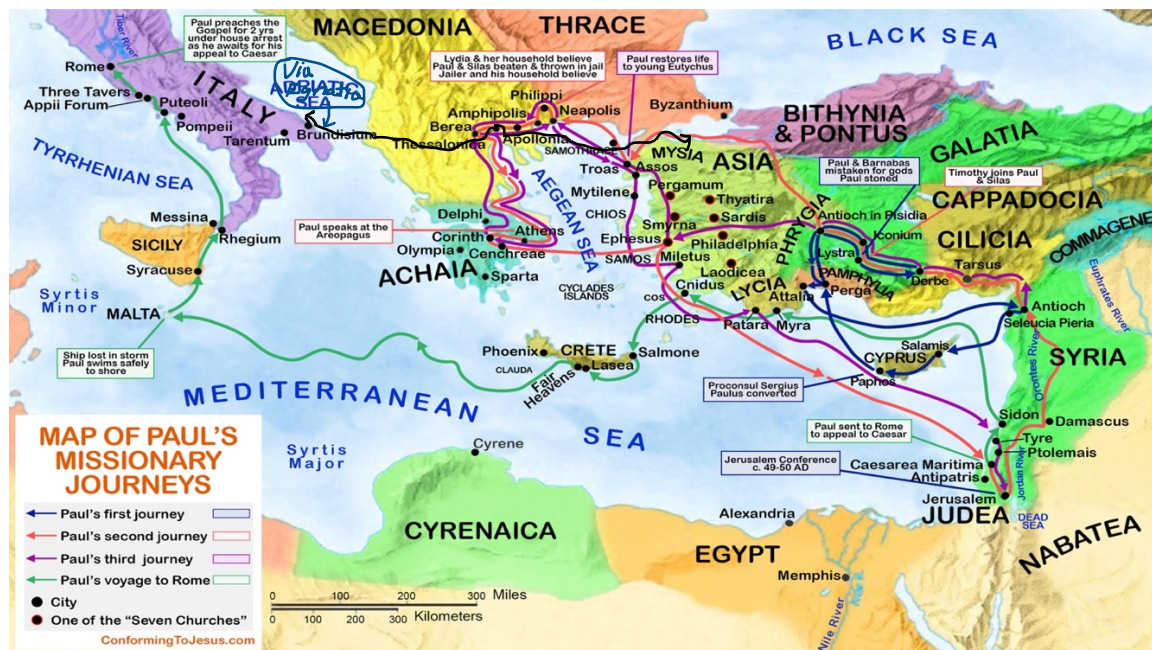 MACEDONIA
THRACE
BLACK SEA
Paul preaches the
Gospel for 2 yrs
under house arrest
as he awaits for his
appeal to Caesar
Tiber River
Rome
ITALY
Three Tavers
Appii Forum
Puteoli
Pompeii
Tarentum
Brundisium
Via
ADRIATIC
SEA
TYRRHENIAN SEA
Lydia & her household believe
Paul & Silas beaten & thrown in jail
Jailer and his household believe
Paul restores life
to young Eutychus
Philippi
Amphipolis
Neapolis
Berea
Apollonia
Thessalonica
SAMOTHRACE
Byzanthium
BITHYNIA
& PONTUS
GALATIA
MYSIA
ASIA
Troas
Assos
Paul & Barnabas
mistaken for gods
Paul stoned
Timothy joins Paul
& Silas
CAPPADOCIA
COMMAGENE
Mytilene
Pergamum
Thyatira
AEGEAN SEA
CHIOS
Smyrna
Sardis
PHRYGIA
Antioch in Pisidia
Iconium
CILICIA
Messina
Rhegium
SICILY
Syracuse
Delphi
Paul speaks at the
Areopagus
Corinth
Athens
Olympia
Cenchreae
ACHAIA
Sparta
Ephesus
Philadelphia
SAMOS
Miletus
Laodicea
Lystra
Derbe
Tarsus
PAMPHYLIA
Perga
Attalia
LYCIA
Cnidus
CYCLADES
ISLANDS
COS
RHODES
Patara
Myra
Euphrates River
Antioch
Seleucia Pieria
SYRIA
Orontes River
Syrtis
Minor
MALTA
Ship lost in storm
Paul swims safely
to shore
Phoenix
CRETE
Salmone
CLAUDA
Lasea
Fair
Heavens
Salamis
CYPRUS
Paphos
Proconsul Sergius
Paulus converted
MEDITERRANEAN
SEA
Sidon
Damascus
Paul sent to Rome
to appeal to Caesar
Tyre
Ptolemais
Jerusalem Conference
c. 49-50 AD
Caesarea Maritima
Antipatris
Jordan River
Jerusalem
JUDEA
DEAD
SEA
NABATEA
Syrtis
Major
Cyrene
CYRENAICA
Alexandria
EGYPT
Memphis
Nile River
MAP OF PAUL'S
MISSIONARY
JOURNEYS
Paul's first journey
Paul's second journey
Paul's third journey
Paul's voyage to Rome
City
One of the "Seven Churches"
ConformingToJesus.com
0 100 200 300 Miles
0 100 200 300 Kilometers